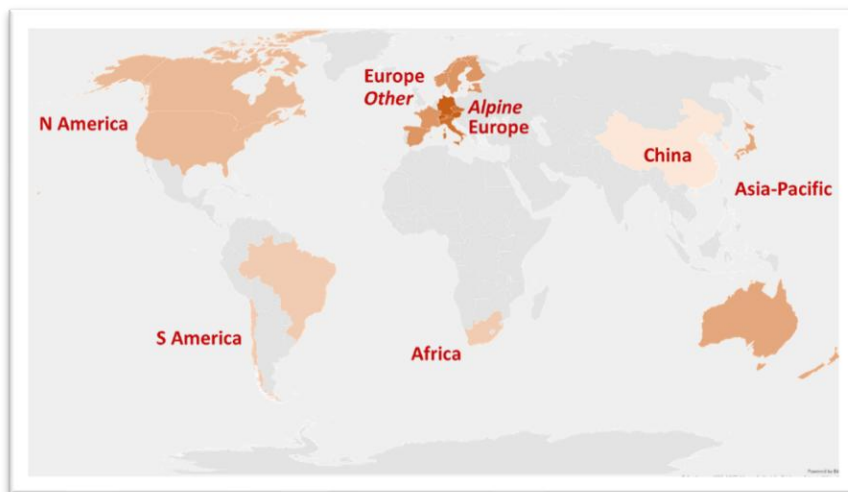 Europe
Other
Alpine
Europe
N America
China
Asia-Pacific
S America
Africa